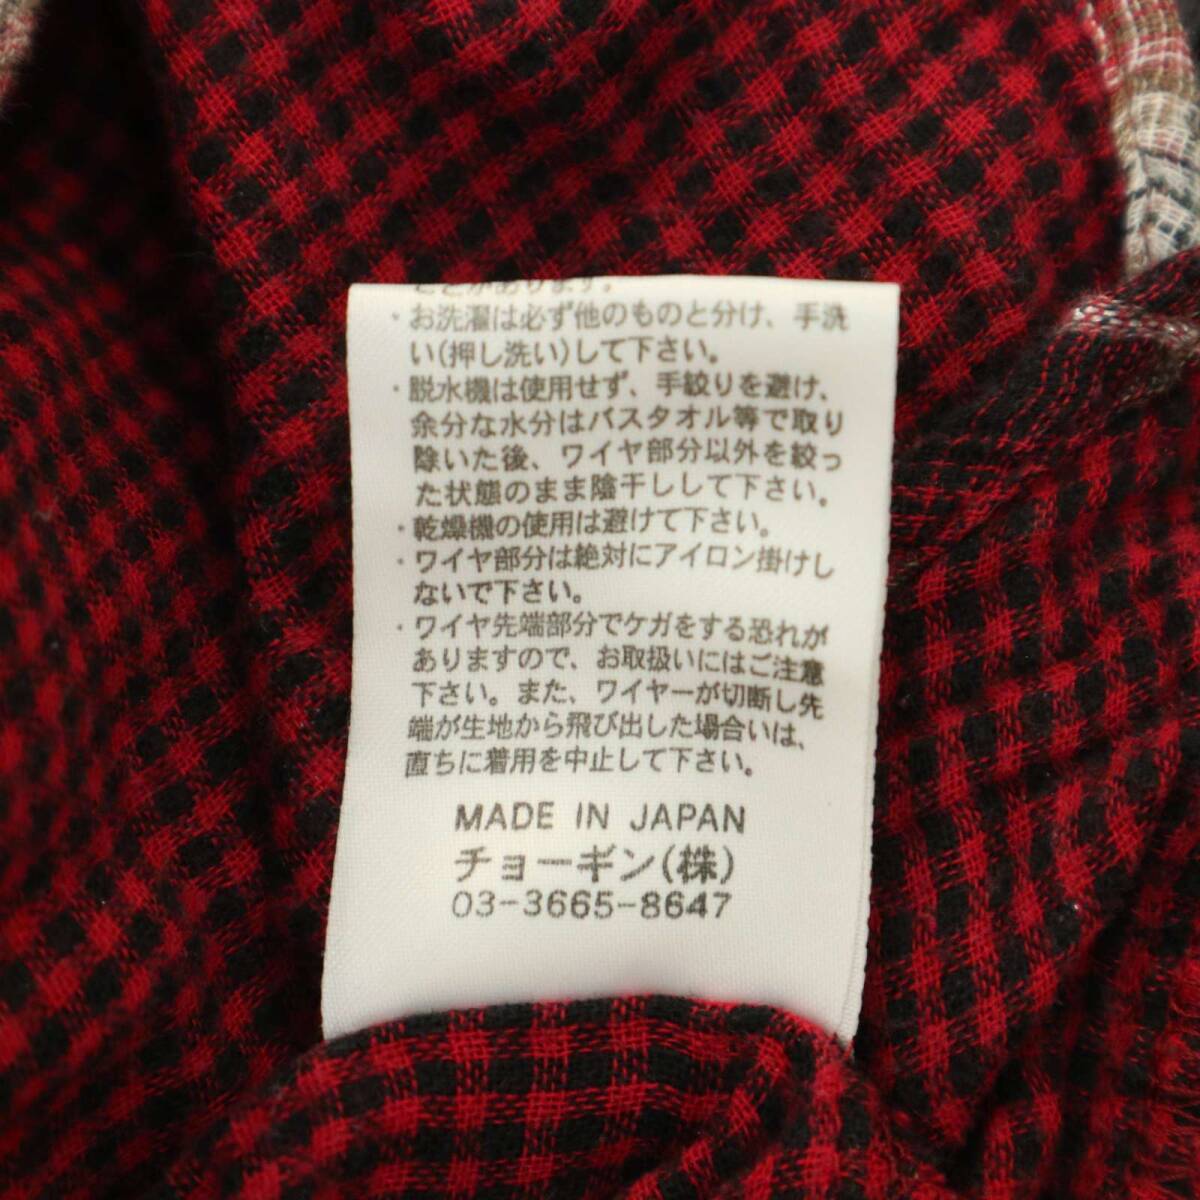 ことがあります。
・お洗濯は必ず他のものと分け、手洗
い(押し洗い)して下さい。
・脱水機は使用せず、手絞りを避け、
余分な水分はバスタオル等で取り
除いた後、ワイヤ部分以外を絞っ
た状態のまま陰干しして下さい。
・乾燥機の使用は避けて下さい。
・ワイヤ部分は絶対にアイロン掛けし
ないで下さい。
・ワイヤ先端部分でケガをする恐れが
ありますので、お取扱いにはご注意
下さい。また、ワイヤーが切断し先
端が生地から飛び出した場合いは、
直ちに着用を中止して下さい。
MADE IN JAPAN
チョーギン(株)
03-3665-8647